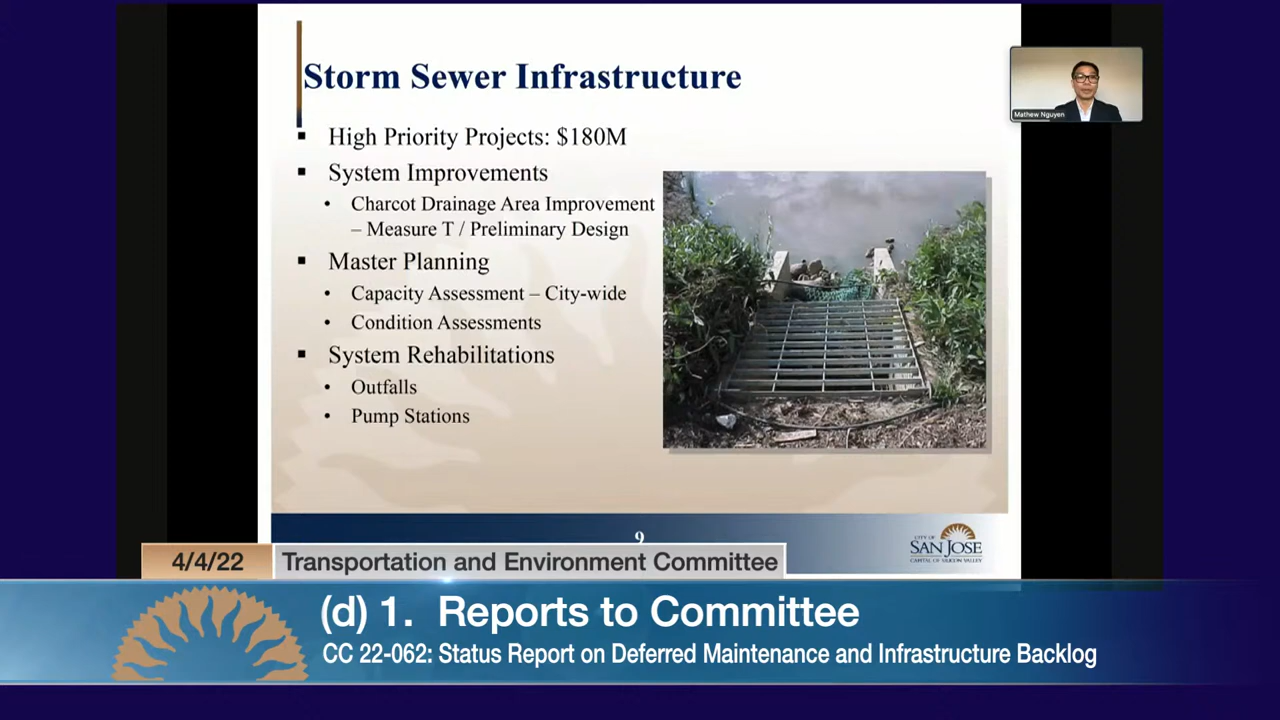 Storm Sewer Infrastructure
Mathew Nguyen
▪ High Priority Projects: $180M
▪ System Improvements
• Charcot Drainage Area Improvement
– Measure T / Preliminary Design
▪ Master Planning
• Capacity Assessment – City-wide
• Condition Assessments
▪ System Rehabilitations
• Outfalls
• Pump Stations
9
CITY OF
SAN JOSE
CAPITAL OF SILICON VALLEY
4/4/22 Transportation and Environment Committee
(d) 1. Reports to Committee
CC 22-062: Status Report on Deferred Maintenance and Infrastructure Backlog